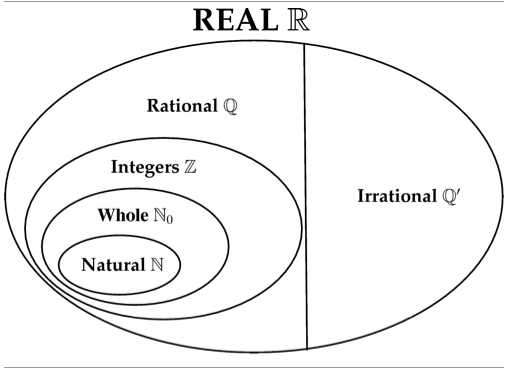 REAL ℝ
Rational ℚ
Integers ℤ
Irrational ℚ′
Whole ℕ₀
Natural ℕ